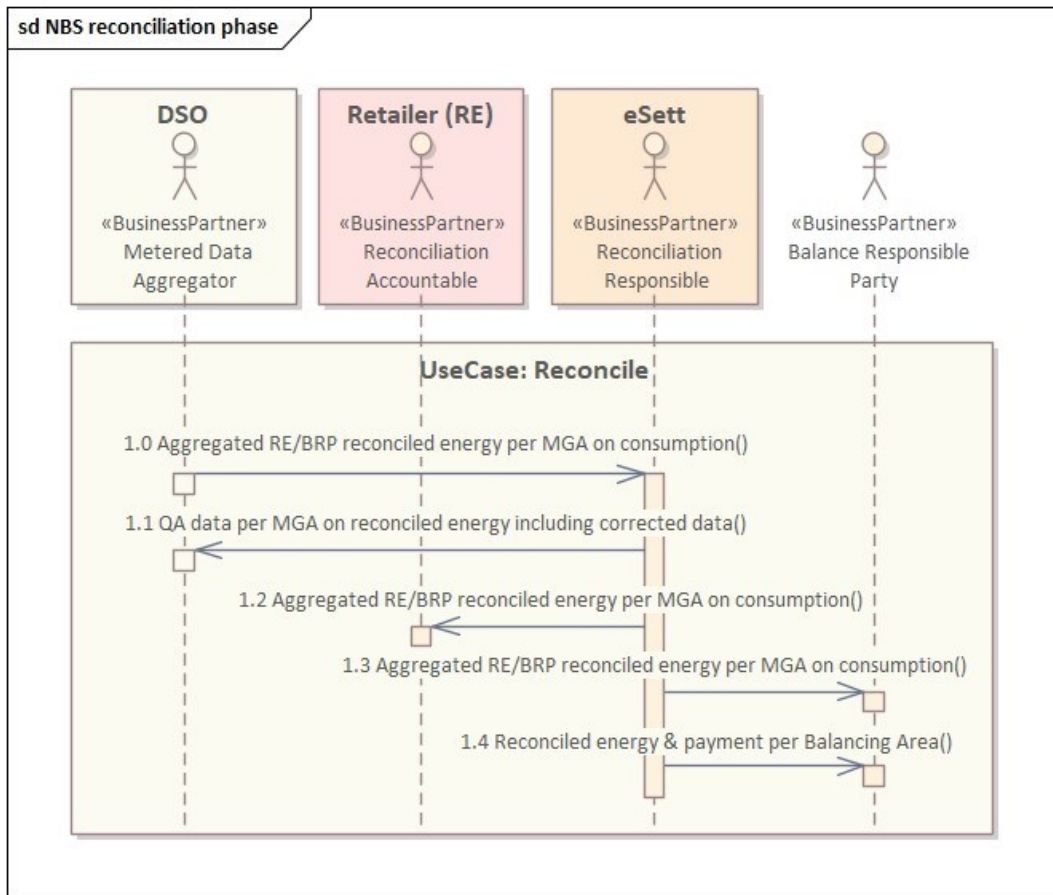 sd NBS reconciliation phase
DSO
«BusinessPartner»
Metered Data
Aggregator
Retailer (RE)
«BusinessPartner»
Reconciliation
Accountable
eSett
«BusinessPartner»
Reconciliation
Responsible
«BusinessPartner»
Balance Responsible
Party
UseCase: Reconcile
1.0 Aggregated RE/BRP reconciled energy per MGA on consumption()
1.1 QA data per MGA on reconciled energy including corrected data()
1.2 Aggregated RE/BRP reconciled energy per MGA on consumption()
1.3 Aggregated RE/BRP reconciled energy per MGA on consumption()
1.4 Reconciled energy & payment per Balancing Area()